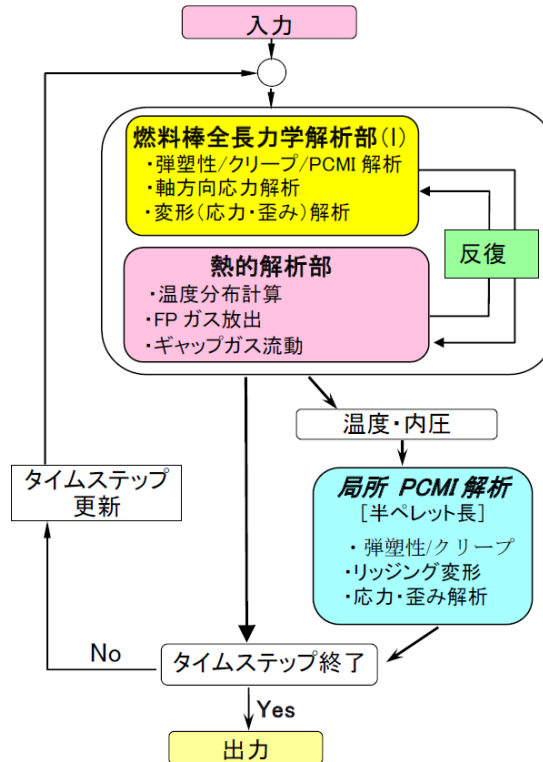 入力
燃料棒全長力学解析部(I)
・弾塑性/クリープ/PCMI 解析
・軸方向応力解析
・変形(応力・歪み)解析
反復
熱的解析部
・温度分布計算
・FP ガス放出
・ギャップガス流動
温度・内圧
タイムステップ
更新
局所 PCMI 解析
[半ペレット長]
・弾塑性/クリープ
・リッジング変形
・応力・歪み解析
No
タイムステップ終了
Yes
出力